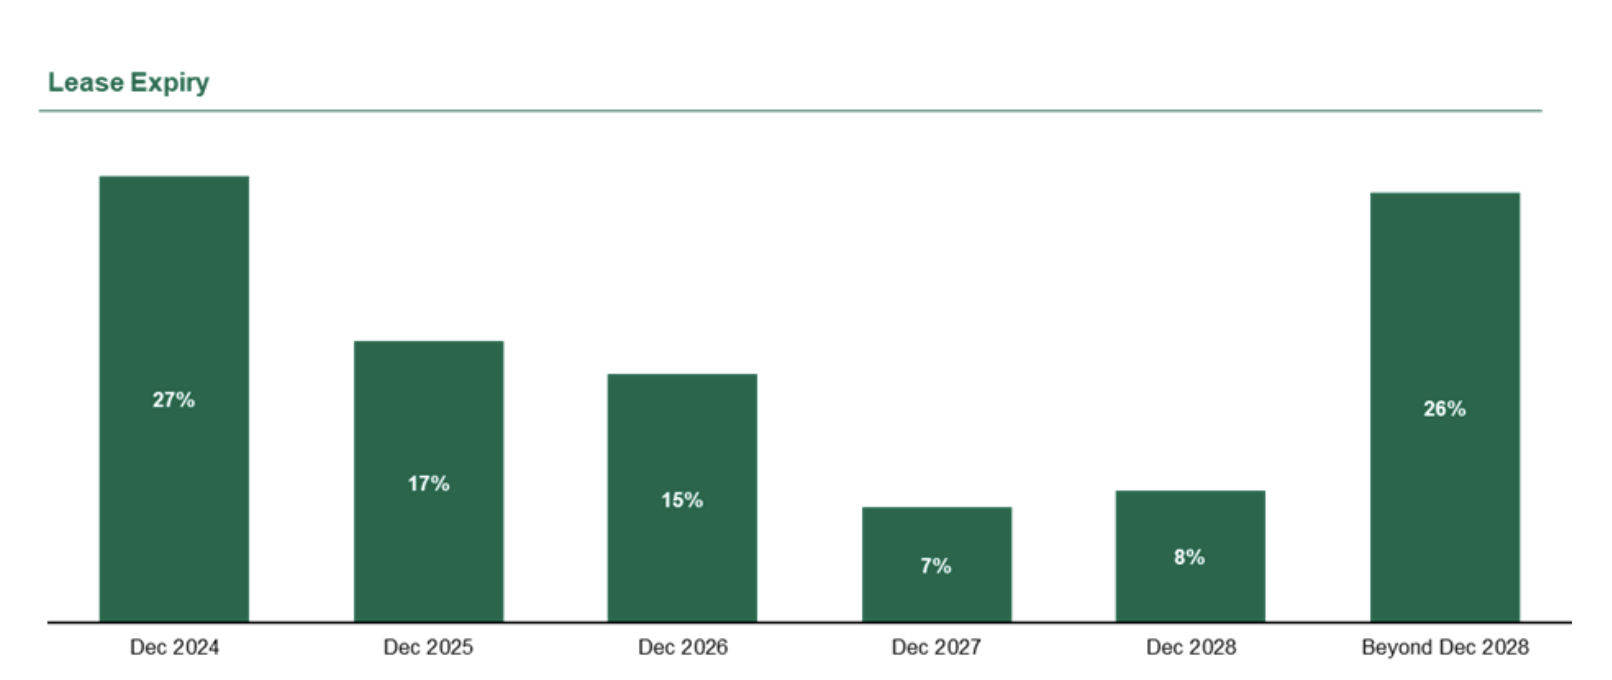 Lease Expiry
27%
17%
15%
7%
8%
26%
Dec 2024
Dec 2025
Dec 2026
Dec 2027
Dec 2028
Beyond Dec 2028